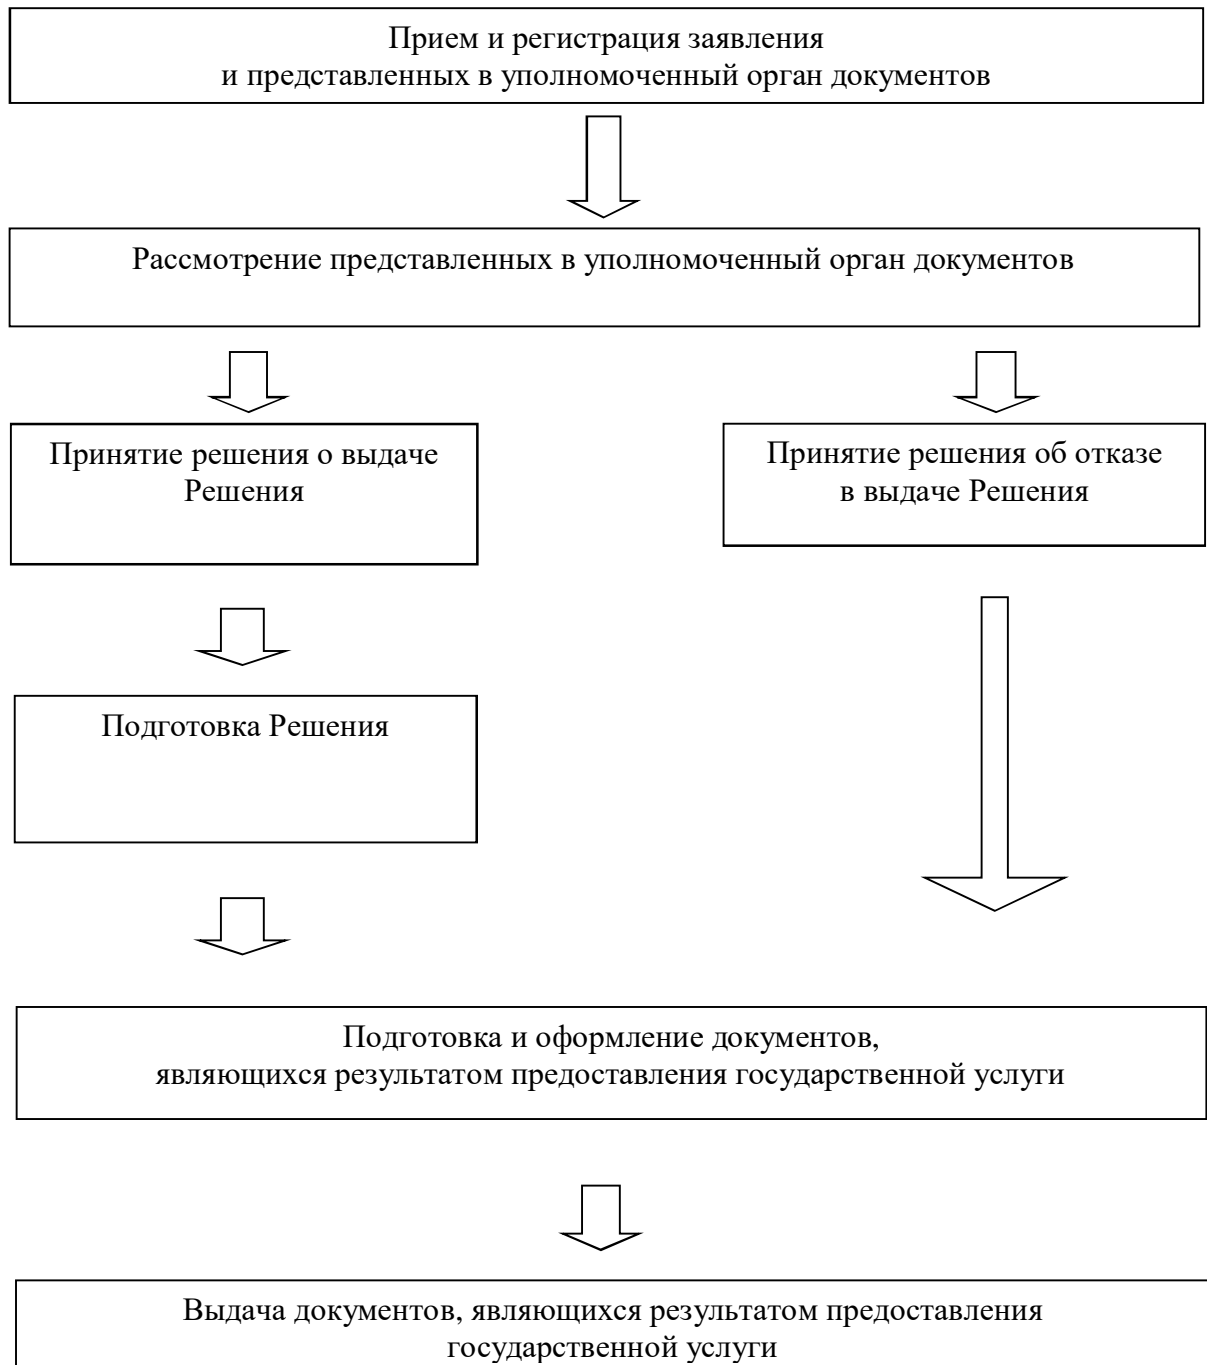 Прием и регистрация заявления
и представленных в уполномоченный орган документов
Рассмотрение представленных в уполномоченный орган документов
Принятие решения о выдаче
Решения
Принятие решения об отказе
в выдаче Решения
Подготовка Решения
Подготовка и оформление документов,
являющихся результатом предоставления государственной услуги
Выдача документов, являющихся результатом предоставления
государственной услуги